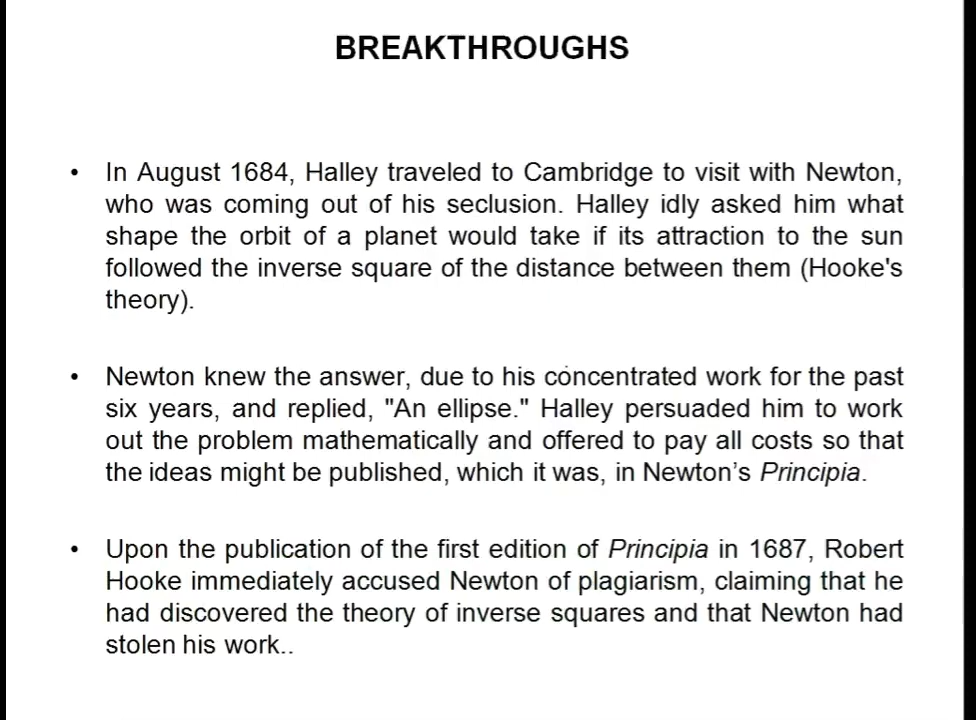 BREAKTHROUGHS
• In August 1684, Halley traveled to Cambridge to visit with Newton,
who was coming out of his seclusion. Halley idly asked him what
shape the orbit of a planet would take if its attraction to the sun
followed the inverse square of the distance between them (Hooke's
theory).
• Newton knew the answer, due to his concentrated work for the past
six years, and replied, "An ellipse." Halley persuaded him to work
out the problem mathematically and offered to pay all costs so that
the ideas might be published, which it was, in Newton’s Principia.
• Upon the publication of the first edition of Principia in 1687, Robert
Hooke immediately accused Newton of plagiarism, claiming that he
had discovered the theory of inverse squares and that Newton had
stolen his work..